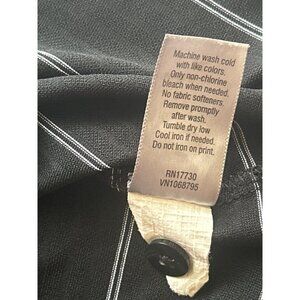 Machine wash cold
with like colors.
Only non-chlorine
bleach when needed.
No fabric softeners.
Remove promptly
after wash.
Tumble dry low
Cool iron if needed.
Do not iron on print.
RN17730
VN1068795